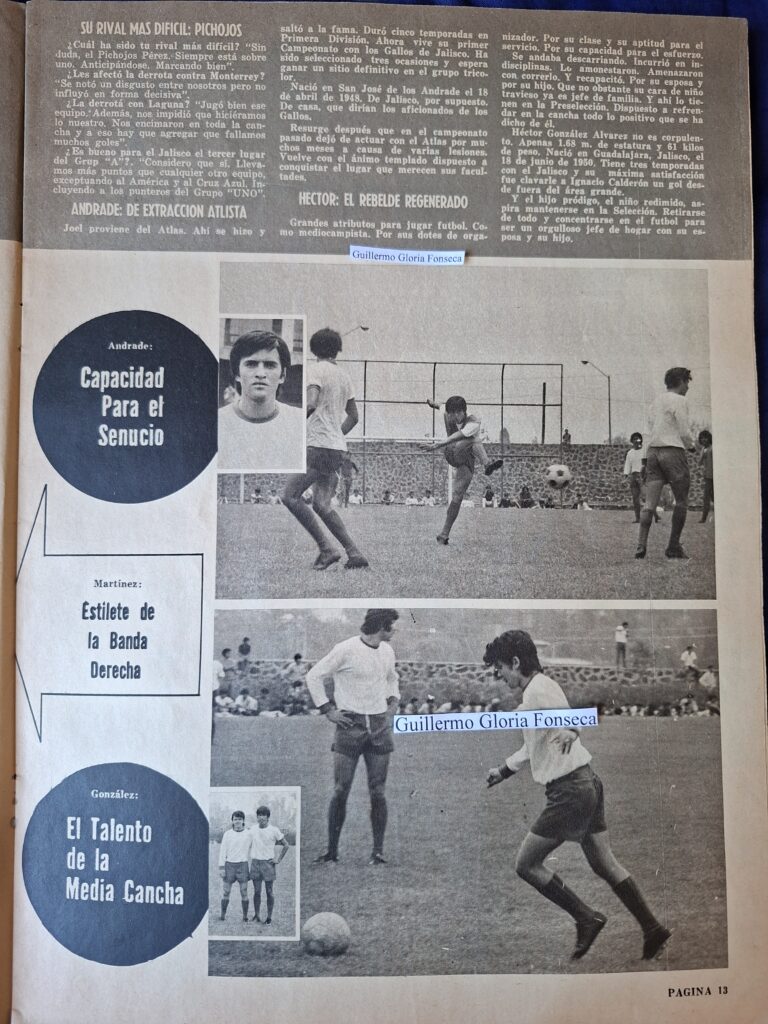 SU RIVAL MAS DIFICIL: PICHOJOS
¿Cuál ha sido tu rival más difícil? "Sin
duda, el Pichojos Pérez. Siempre está sobre
uno. Anticipándose. Marcando bien".
¿Les afectó la derrota contra Monterrey?
"Se notó un disgusto entre nosotros pero no
influyó en forma decisiva".
¿La derrota con Laguna? "Jugó bien ese
equipo. Además, nos impidió que hiciéramos
lo nuestro. Nos encimaron en toda la can-
cha y a eso hay que agregar que fallamos
muchos goles".
¿Es bueno para el Jalisco el tercer lugar
del Grup "A"?. "Considero que sí. Lleva-
mos más puntos que cualquier otro equipo,
exceptuando al América y al Cruz Azul. In-
cluyendo a los punteros del Grupo "UNO".
ANDRADE: DE EXTRACCION ATLISTA
Joel proviene del Atlas. Ahí se hizo y
saltó a la fama. Duró cinco temporadas en
Primera División. Ahora vive su primer
Campeonato con los Gallos de Jalisco. Ha
sido seleccionado tres ocasiones y espera
ganar un sitio definitivo en el grupo trico-
lor.
Nació en San José de los Andrade el 18
de abril de 1948. De Jalisco, por supuesto.
De casa, que dirían los aficionados de los
Gallos.
Resurge después que en el campeonato
pasado dejó de actuar con el Atlas por mu-
chos meses a causa de varias lesiones.
Vuelve con el ánimo templado dispuesto a
conquistar el lugar que merecen sus facul-
tades.
HECTOR: EL REBELDE REGENERADO
Grandes atributos para jugar futbol. Co-
mo mediocampista. Por sus dotes de orga-
nizador. Por su clase y su aptitud para el
servicio. Por su capacidad para el esfuerzo.
Se andaba descarriando. Incurrió en in-
disciplinas. Lo amonestaron. Amenazaron
con correrlo. Y recapacitó. Por su esposa y
por su hijo. Que no obstante su cara de niño
travieso ya es jefe de familia. Y ahí lo tie-
nen en la Preselección. Dispuesto a refren-
dar en la cancha todo lo positivo que se ha
dicho de él.
Héctor González Alvarez no es corpulen-
to. Apenas 1.68 m. de estatura y 61 kilos
de peso. Nació en Guadalajara, Jalisco, el
18 de junio de 1950. Tiene tres temporadas
con el Jalisco y su máxima satisfacción
fue clavarle a Ignacio Calderón un gol des-
de fuera del área grande.
Y el hijo pródigo, el niño redimido, as-
pira mantenerse en la Selección. Retirarse
de todo y concentrarse en el futbol para
ser un orgulloso jefe de hogar con su es-
posa y su hijo.
Guillermo Gloria Fonseca
Andrade:
Capacidad
Para el
Senucio
Martínez:
Estilete de
la Banda
Derecha
Guillermo Gloria Fonseca
González:
El Talento
de la
Media Cancha
PAGINA 13